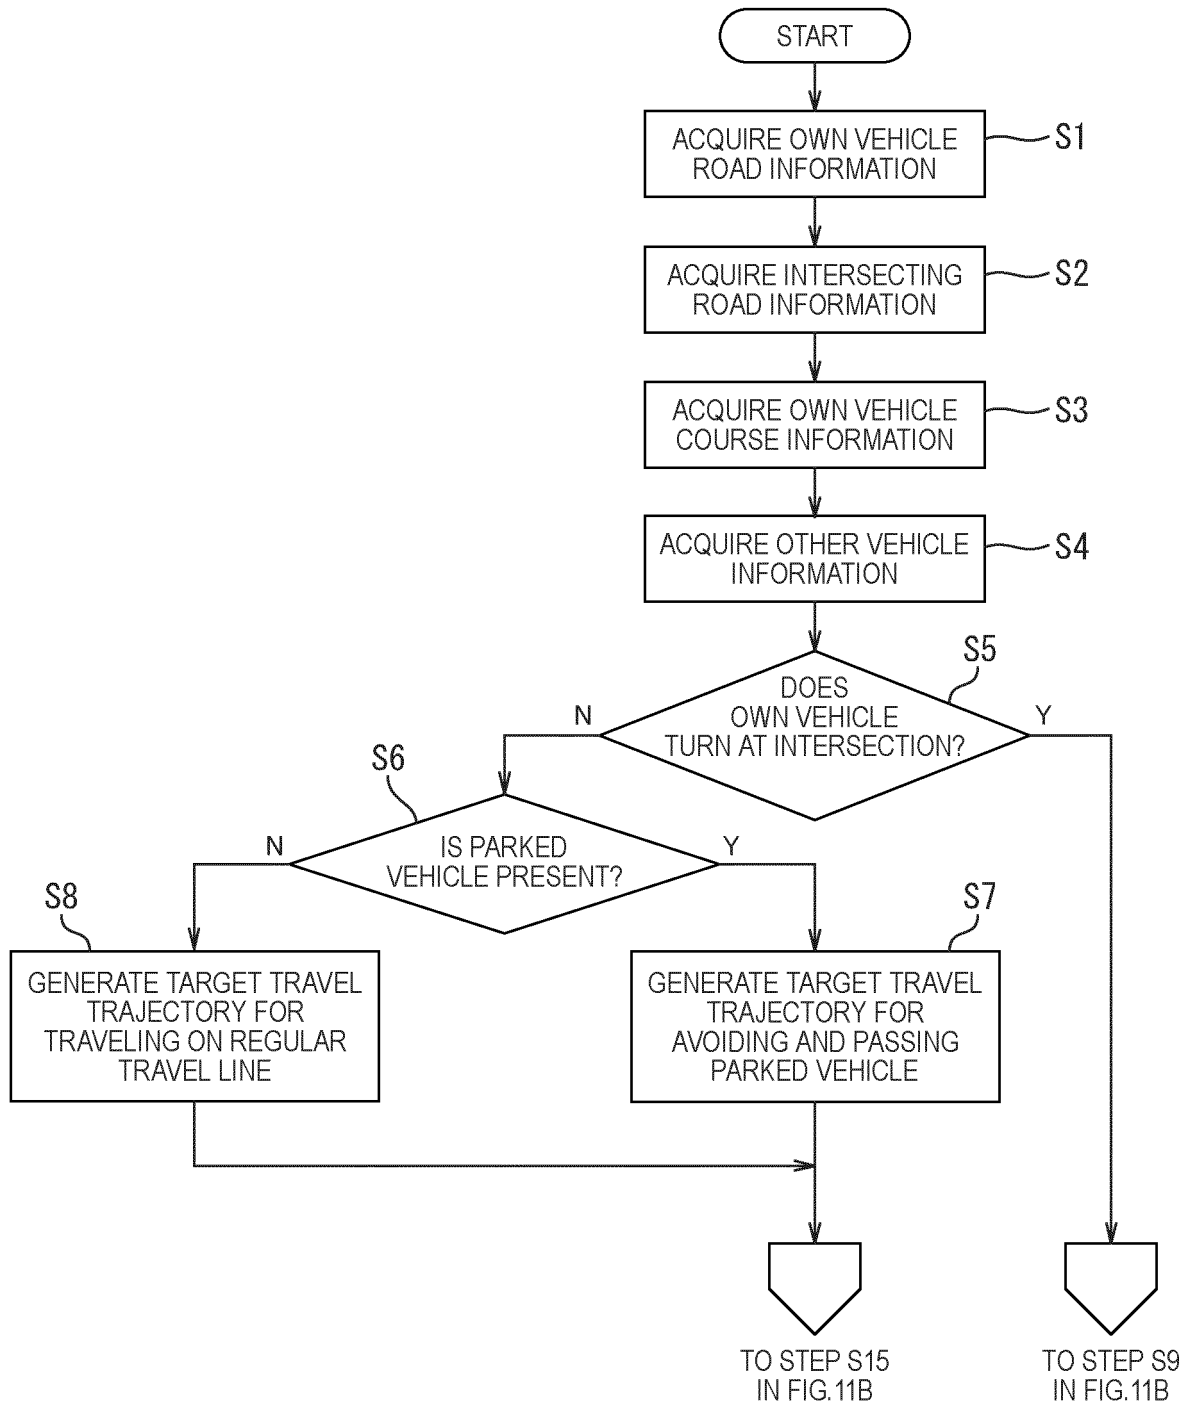 START
ACQUIRE OWN VEHICLE
ROAD INFORMATION
S1
ACQUIRE INTERSECTING
ROAD INFORMATION
S2
ACQUIRE OWN VEHICLE
COURSE INFORMATION
S3
ACQUIRE OTHER VEHICLE
INFORMATION
S4
S5
DOES
OWN VEHICLE
TURN AT INTERSECTION?
N
Y
S6
IS PARKED
VEHICLE PRESENT?
N
Y
S8
GENERATE TARGET TRAVEL
TRAJECTORY FOR
TRAVELING ON REGULAR
TRAVEL LINE
S7
GENERATE TARGET TRAVEL
TRAJECTORY FOR
AVOIDING AND PASSING
PARKED VEHICLE
TO STEP S15
IN FIG.11B
TO STEP S9
IN FIG.11B